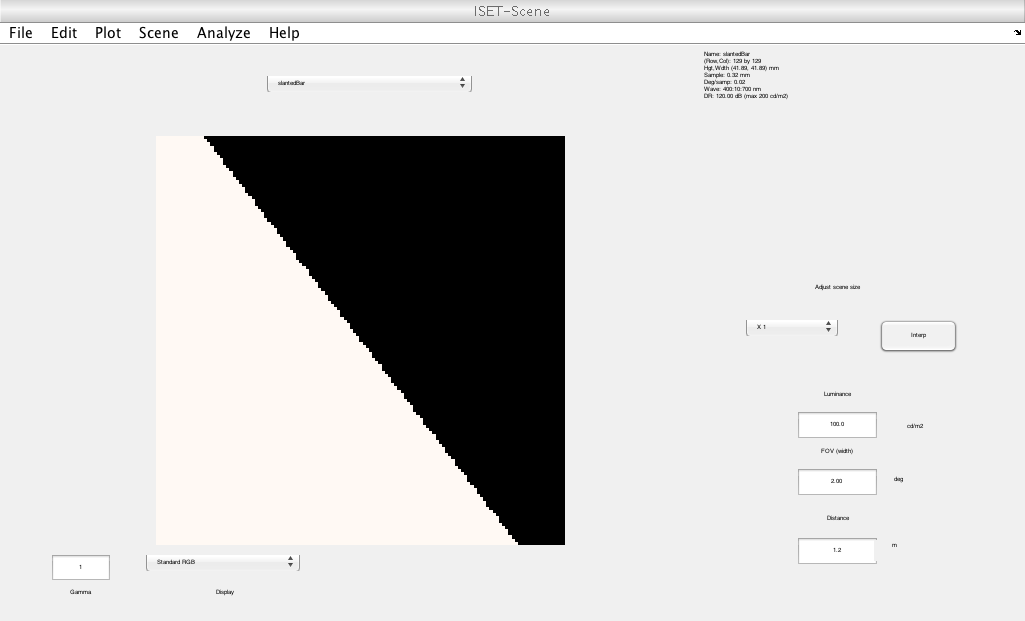 ISET-Scene
File Edit Plot Scene Analyze Help
slantedBar
Name: slantedBar
(Row,Col): 129 by 129
Hgt,Wdth (41.89, 41.89) mm
Sample: 0.32 mm
Deg/samp: 0.02
Wave: 400:10:700 nm
DR: 120.00 dB (max 200 cd/m2)
Adjust scene size
X 1
Interp
Luminance
100.0
cd/m2
FOV (width)
2.00
deg
Distance
1.2
m
1
Standard RGB
Gamma
Display